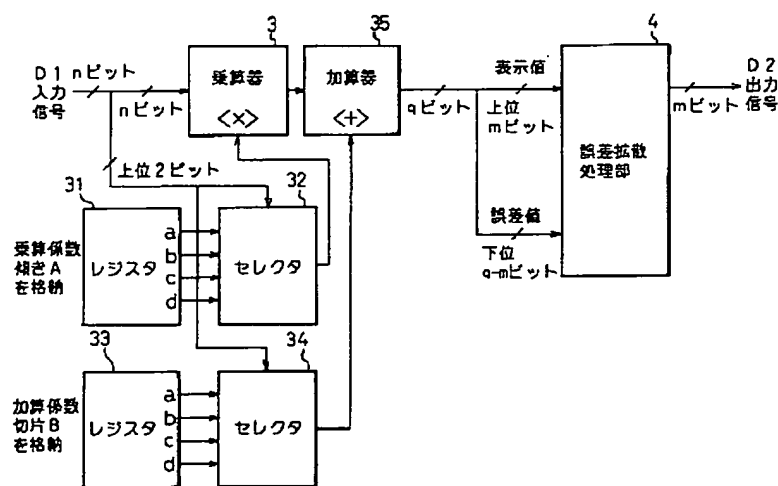 3
35
4
D1 nビット
入力
信号
nビット
乗算器
<×>
加算器
<+>
qビット
表示値
上位
mビット
誤差拡散
処理部
mビット
D2
出力
信号
上位2ビット
31
32
乗算係数
傾きA
を格納
レジスタ
a
b
c
d
セレクタ
誤差値
下位
q-mビット
33
34
加算係数
切片B
を格納
レジスタ
a
b
c
d
セレクタ